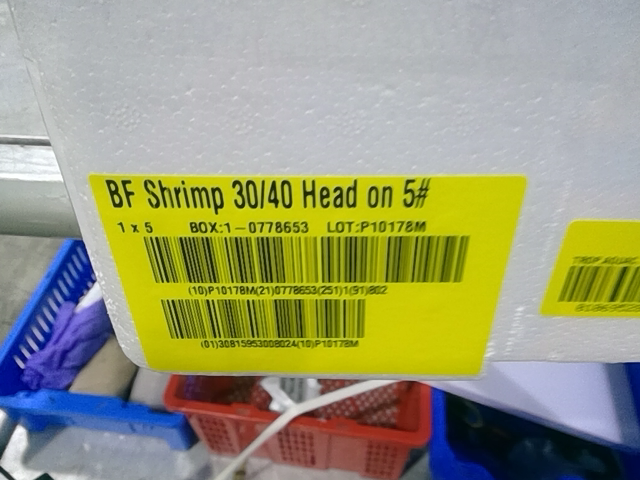 BF Shrimp 30/40 Head on 5#
1 x 5 BOX:1-0778653 LOT:P10178M
(10)P10178M(21)0778653(251)1(91)802
(01)30815953008024(10)P10178M